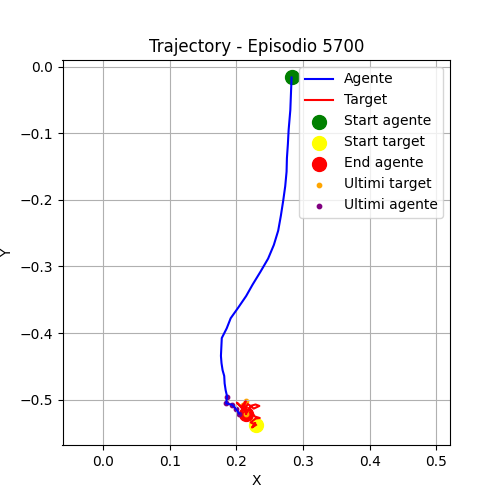 Trajectory - Episodio 5700
Agente
Target
Start agente
Start target
End agente
Ultimi target
Ultimi agente
0.0
−0.1
−0.2
−0.3
−0.4
−0.5
Y
0.0 0.1 0.2 0.3 0.4 0.5
X